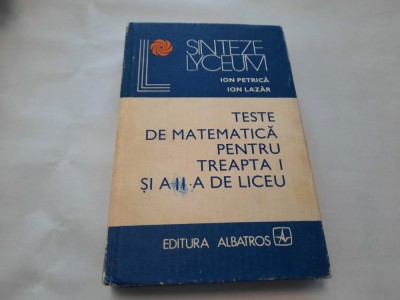 SINTEZE
LYCEUM
ION PETRICĂ
ION LAZĂR
TESTE
DE MATEMATICĂ
PENTRU
TREAPTA I
ȘI A II-A DE LICEU
EDITURA ALBATROS